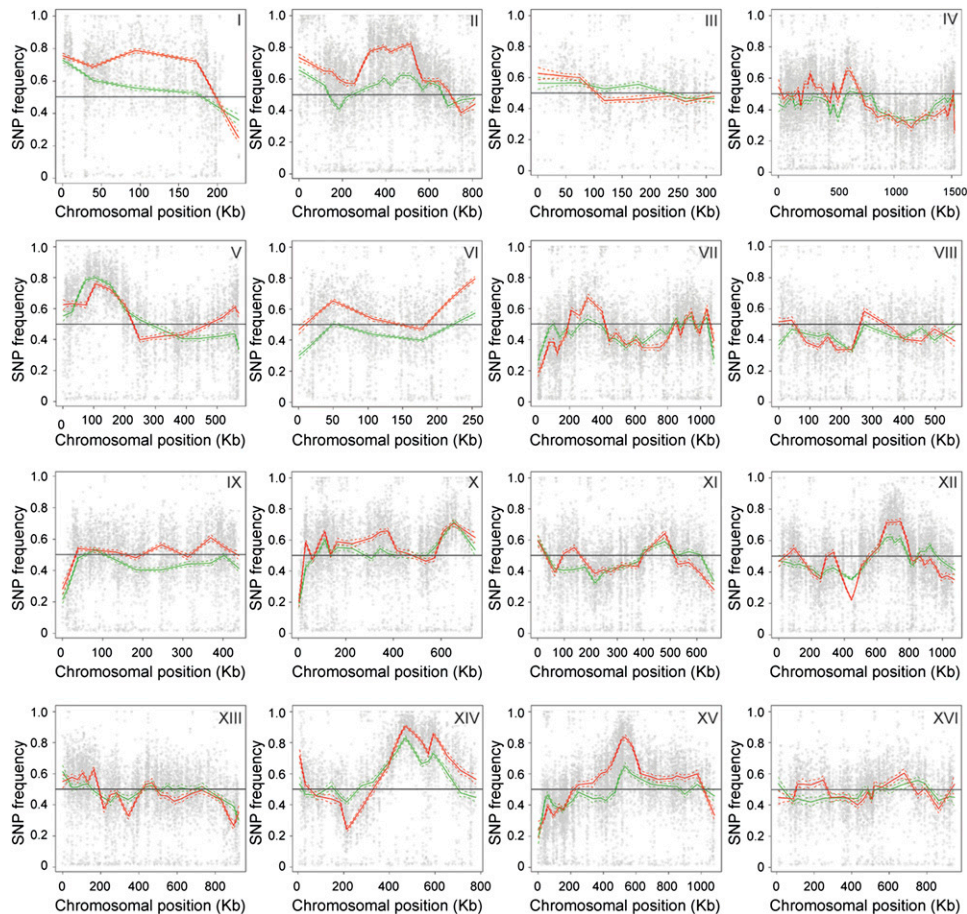 I
II
III
IV
SNP frequency
SNP frequency
SNP frequency
SNP frequency
1.0
0.8
0.6
0.4
0.2
0
1.0
0.8
0.6
0.4
0.2
0
1.0
0.8
0.6
0.4
0.2
0
1.0
0.8
0.6
0.4
0.2
0
0 50 100 150 200
0 200 400 600 800
0 50 100 150 200 250 300
0 500 1000 1500
Chromosomal position (Kb)
Chromosomal position (Kb)
Chromosomal position (Kb)
Chromosomal position (Kb)
V
VI
VII
VIII
SNP frequency
SNP frequency
SNP frequency
SNP frequency
1.0
0.8
0.6
0.4
0.2
0
1.0
0.8
0.6
0.4
0.2
0
1.0
0.8
0.6
0.4
0.2
0
1.0
0.8
0.6
0.4
0.2
0
0 100 200 300 400 500
0 50 100 150 200 250
0 200 400 600 800 1000
0 100 200 300 400 500
Chromosomal position (Kb)
Chromosomal position (Kb)
Chromosomal position (Kb)
Chromosomal position (Kb)
IX
X
XI
XII
SNP frequency
SNP frequency
SNP frequency
SNP frequency
1.0
0.8
0.6
0.4
0.2
0
1.0
0.8
0.6
0.4
0.2
0
1.0
0.8
0.6
0.4
0.2
0
1.0
0.8
0.6
0.4
0.2
0
0 100 200 300 400
0 200 400 600
0 100 200 300 400 500 600
0 200 400 600 800 1000
Chromosomal position (Kb)
Chromosomal position (Kb)
Chromosomal position (Kb)
Chromosomal position (Kb)
XIII
XIV
XV
XVI
SNP frequency
SNP frequency
SNP frequency
SNP frequency
1.0
0.8
0.6
0.4
0.2
0
1.0
0.8
0.6
0.4
0.2
0
1.0
0.8
0.6
0.4
0.2
0
1.0
0.8
0.6
0.4
0.2
0
0 200 400 600 800
0 200 400 600 800
0 200 400 600 800 1000
0 200 400 600 800
Chromosomal position (Kb)
Chromosomal position (Kb)
Chromosomal position (Kb)
Chromosomal position (Kb)